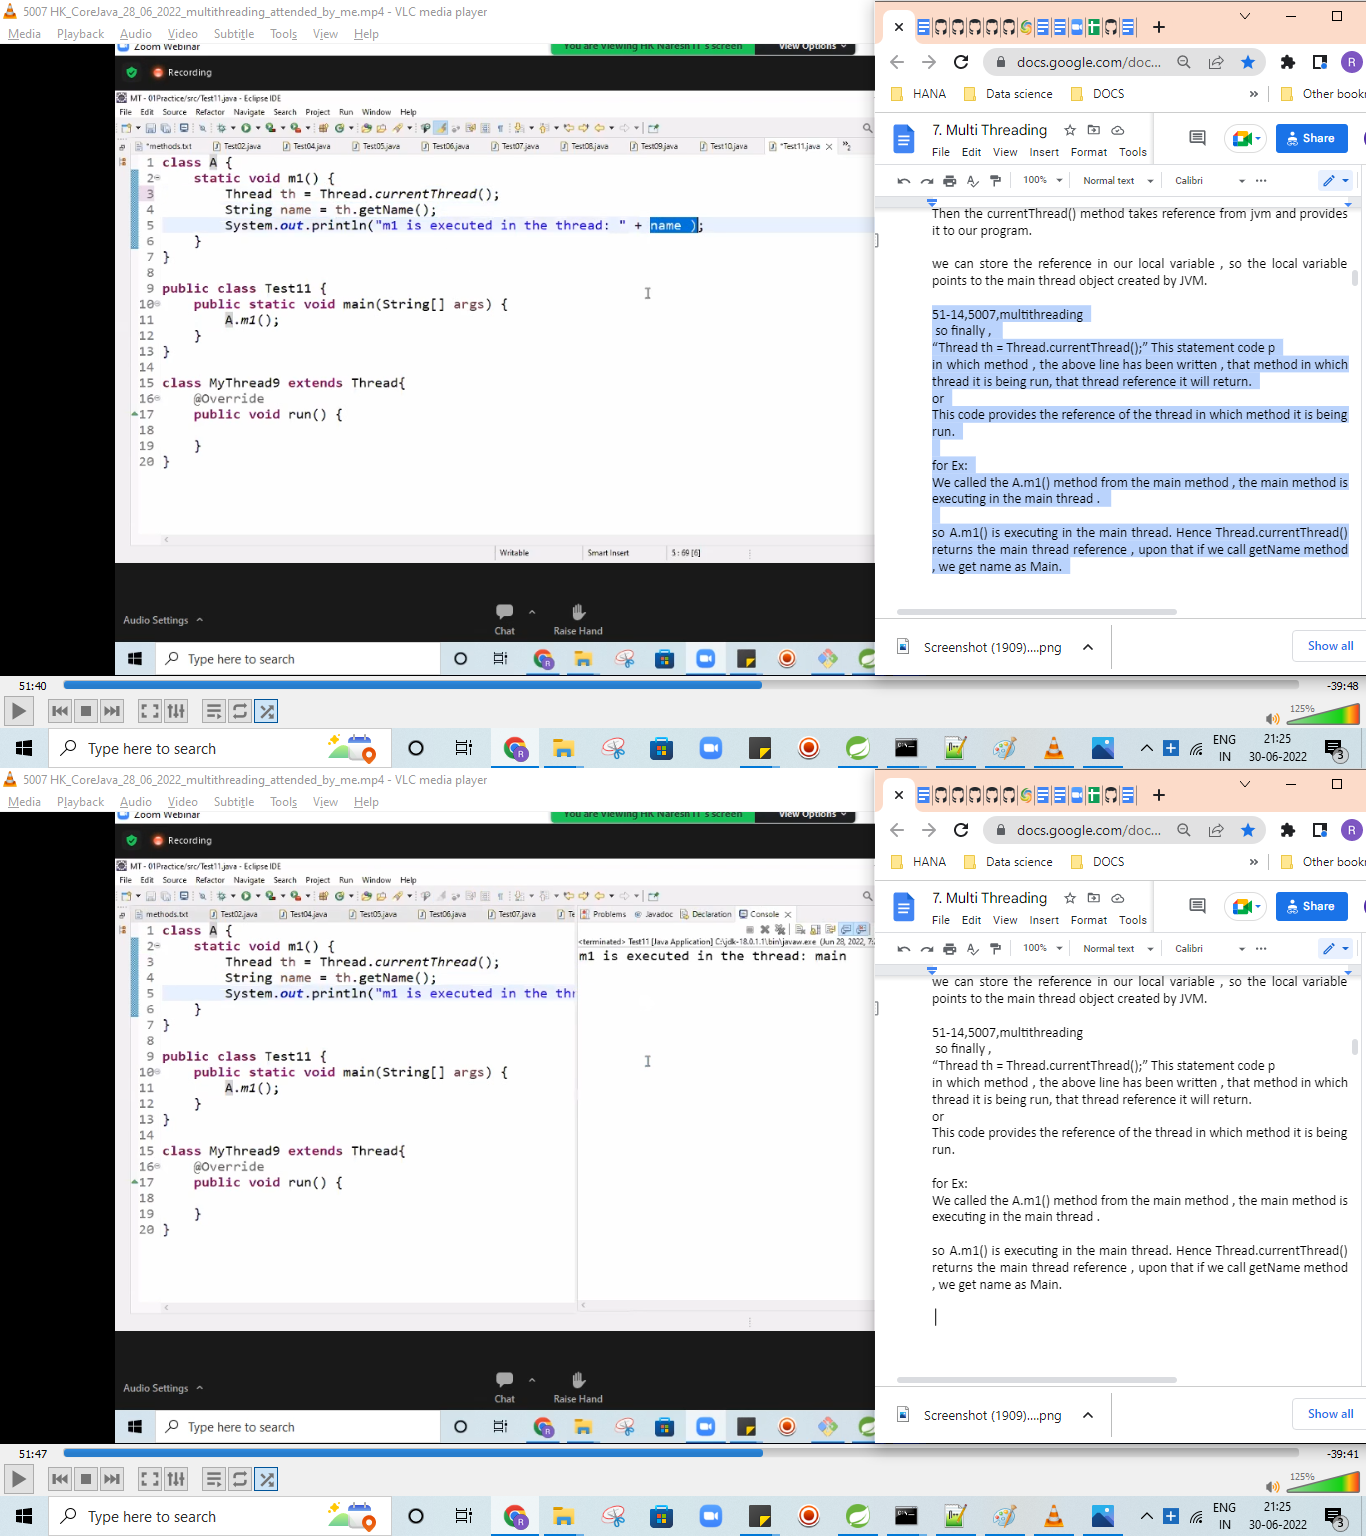 5007 HK_CoreJava_28_06_2022_multithreading_attended_by_me.mp4 - VLC media player
Media Playback Audio Video Subtitle Tools View Help
Zoom Webinar
You are viewing HK Naresh IT's screen
View Options
Recording
MT - 01Practice/src/Test11.java - Eclipse IDE
File Edit Source Refactor Navigate Search Project Run Window Help
*methods.txt Test02.java Test04.java Test05.java Test06.java Test07.java Test08.java Test09.java Test10.java *Test11.java
1 class A {
2 static void m1() {
3 Thread th = Thread.currentThread();
4 String name = th.getName();
5 System.out.println("m1 is executed in the thread: " + name );
6 }
7 }
8
9 public class Test11 {
10 public static void main(String[] args) {
11 A.m1();
12 }
13 }
14
15 class MyThread9 extends Thread{
16 @Override
17 public void run() {
18
19 }
20 }
Writable Smart Insert 5 : 69 [6]
Audio Settings
Chat
Raise Hand
Type here to search
51:40
-39:48
125%
docs.google.com/doc...
HANA Data science DOCS » Other book
7. Multi Threading
File Edit View Insert Format Tools
Share
100% Normal text Calibri
Then the currentThread() method takes reference from jvm and provides
it to our program.
we can store the reference in our local variable , so the local variable
points to the main thread object created by JVM.
51-14,5007,multithreading
so finally ,
“Thread th = Thread.currentThread();” This statement code p
in which method , the above line has been written , that method in which
thread it is being run, that thread reference it will return.
or
This code provides the reference of the thread in which method it is being
run.
for Ex:
We called the A.m1() method from the main method , the main method is
executing in the main thread .
so A.m1() is executing in the main thread. Hence Thread.currentThread()
returns the main thread reference , upon that if we call getName method
, we get name as Main.
Screenshot (1909)....png
Show all
Type here to search
ENG
IN
21:25
30-06-2022
3
5007 HK_CoreJava_28_06_2022_multithreading_attended_by_me.mp4 - VLC media player
Media Playback Audio Video Subtitle Tools View Help
Zoom Webinar
You are viewing HK Naresh IT's screen
View Options
Recording
MT - 01Practice/src/Test11.java - Eclipse IDE
File Edit Source Refactor Navigate Search Project Run Window Help
methods.txt Test02.java Test04.java Test05.java Test06.java Test07.java Te
Problems Javadoc Declaration Console
<terminated> Test11 [Java Application] C:\jdk-18.0.1.1\bin\javaw.exe (Jun 28, 2022, 7:
m1 is executed in the thread: main
1 class A {
2 static void m1() {
3 Thread th = Thread.currentThread();
4 String name = th.getName();
5 System.out.println("m1 is executed in the thr
6 }
7 }
8
9 public class Test11 {
10 public static void main(String[] args) {
11 A.m1();
12 }
13 }
14
15 class MyThread9 extends Thread{
16 @Override
17 public void run() {
18
19 }
20 }
Audio Settings
Chat
Raise Hand
Type here to search
51:47
-39:41
125%
docs.google.com/doc...
HANA Data science DOCS » Other book
7. Multi Threading
File Edit View Insert Format Tools
Share
100% Normal text Calibri
we can store the reference in our local variable , so the local variable
points to the main thread object created by JVM.
51-14,5007,multithreading
so finally ,
“Thread th = Thread.currentThread();” This statement code p
in which method , the above line has been written , that method in which
thread it is being run, that thread reference it will return.
or
This code provides the reference of the thread in which method it is being
run.
for Ex:
We called the A.m1() method from the main method , the main method is
executing in the main thread .
so A.m1() is executing in the main thread. Hence Thread.currentThread()
returns the main thread reference , upon that if we call getName method
, we get name as Main.
Screenshot (1909)....png
Show all
Type here to search
ENG
IN
21:25
30-06-2022
3